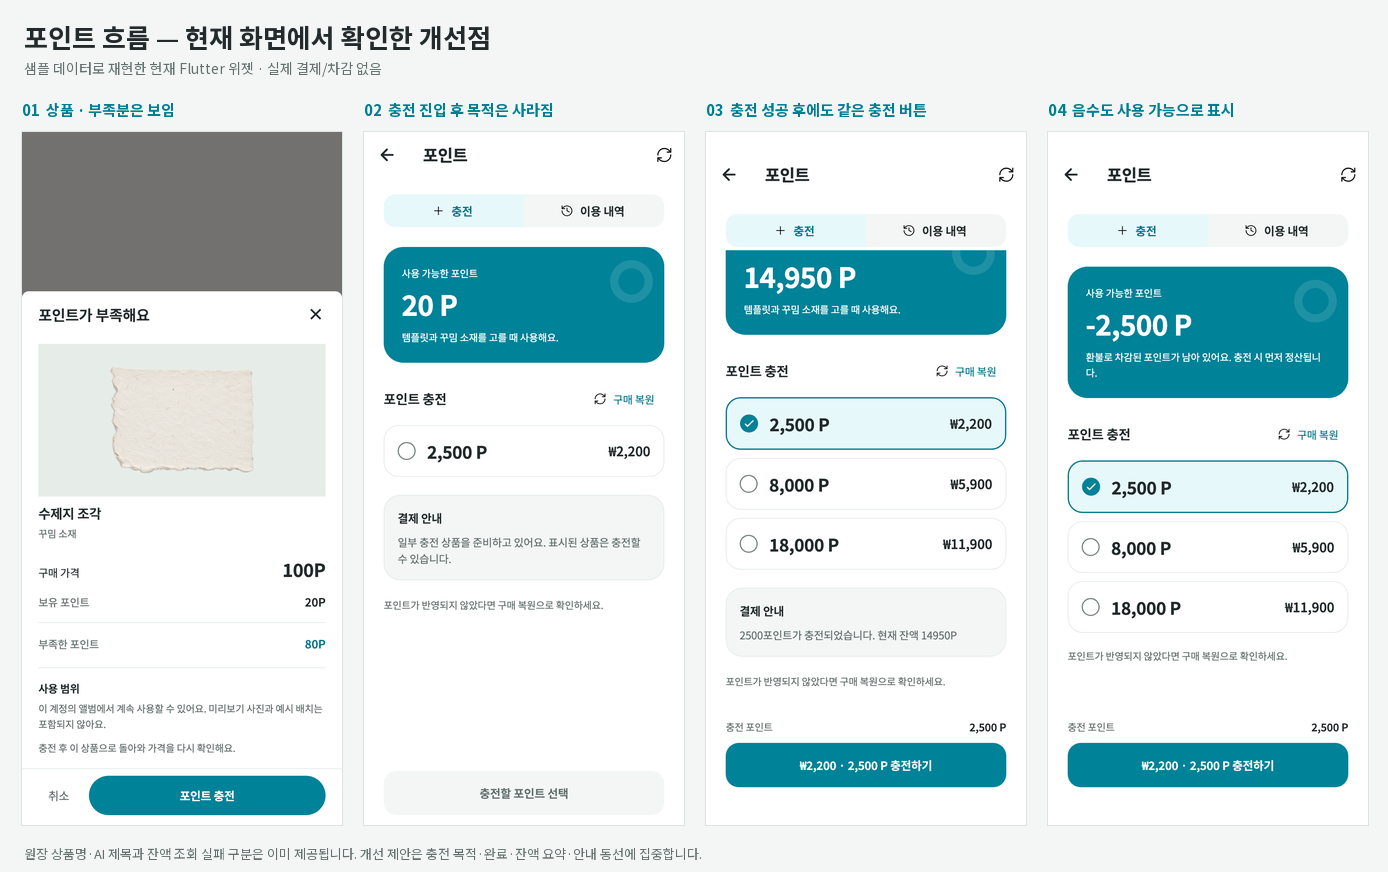 포인트 흐름 — 현재 화면에서 확인한 개선점
샘플 데이터로 재현한 현재 Flutter 위젯 · 실제 결제/차감 없음
01 상품 · 부족분은 보임
포인트가 부족해요
수제지 조각
꾸밈 소재
구매 가격 100P
보유 포인트 20P
부족한 포인트 80P
사용 범위
이 계정의 앨범에서 계속 사용할 수 있어요. 미리보기 사진과 예시 배치는
포함되지 않아요.
충전 후 이 상품으로 돌아와 가격을 다시 확인해요.
취소 포인트 충전
02 충전 진입 후 목적은 사라짐
포인트
충전 이용 내역
사용 가능한 포인트
20 P
템플릿과 꾸밈 소재를 고를 때 사용해요.
포인트 충전 구매 복원
2,500 P ₩2,200
결제 안내
일부 충전 상품을 준비하고 있어요. 표시된 상품은 충전할
수 있습니다.
포인트가 반영되지 않았다면 구매 복원으로 확인하세요.
충전할 포인트 선택
03 충전 성공 후에도 같은 충전 버튼
포인트
충전 이용 내역
14,950 P
템플릿과 꾸밈 소재를 고를 때 사용해요.
포인트 충전 구매 복원
2,500 P ₩2,200
8,000 P ₩5,900
18,000 P ₩11,900
결제 안내
2500포인트가 충전되었습니다. 현재 잔액 14950P
포인트가 반영되지 않았다면 구매 복원으로 확인하세요.
충전 포인트 2,500 P
₩2,200 · 2,500 P 충전하기
04 음수도 사용 가능으로 표시
포인트
충전 이용 내역
사용 가능한 포인트
-2,500 P
환불로 차감된 포인트가 남아 있어요. 충전 시 먼저 정산됩니
다.
포인트 충전 구매 복원
2,500 P ₩2,200
8,000 P ₩5,900
18,000 P ₩11,900
포인트가 반영되지 않았다면 구매 복원으로 확인하세요.
충전 포인트 2,500 P
₩2,200 · 2,500 P 충전하기
원장 상품명·AI 제목과 잔액 조회 실패 구분은 이미 제공됩니다. 개선 제안은 충전 목적·완료·잔액 요약·안내 동선에 집중합니다.